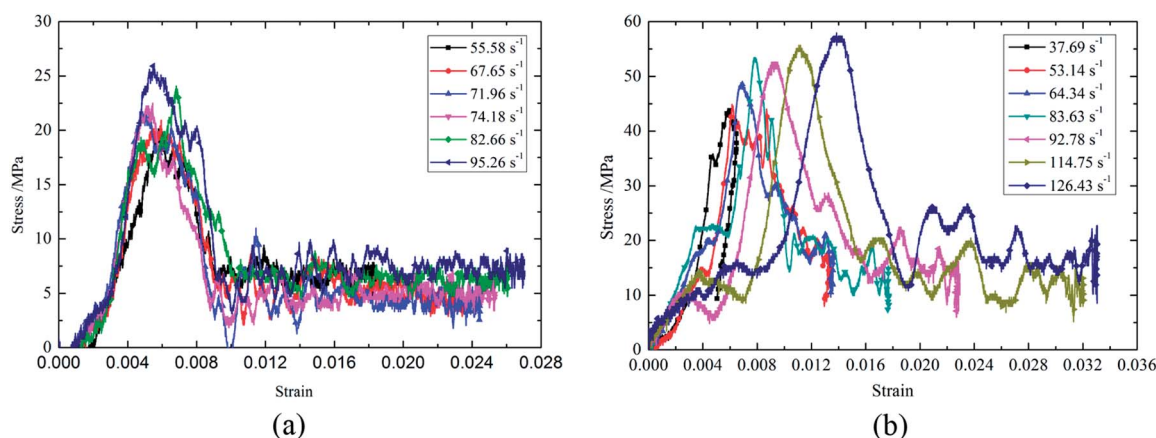 30
25
20
15
10
5
0
Stress /MPa
0.000 0.004 0.008 0.012 0.016 0.020 0.024 0.028
Strain
55.58 s⁻¹
67.65 s⁻¹
71.96 s⁻¹
74.18 s⁻¹
82.66 s⁻¹
95.26 s⁻¹
(a)
60
50
40
30
20
10
0
Stress /MPa
0.000 0.004 0.008 0.012 0.016 0.020 0.024 0.028 0.032 0.036
Strain
37.69 s⁻¹
53.14 s⁻¹
64.34 s⁻¹
83.63 s⁻¹
92.78 s⁻¹
114.75 s⁻¹
126.43 s⁻¹
(b)